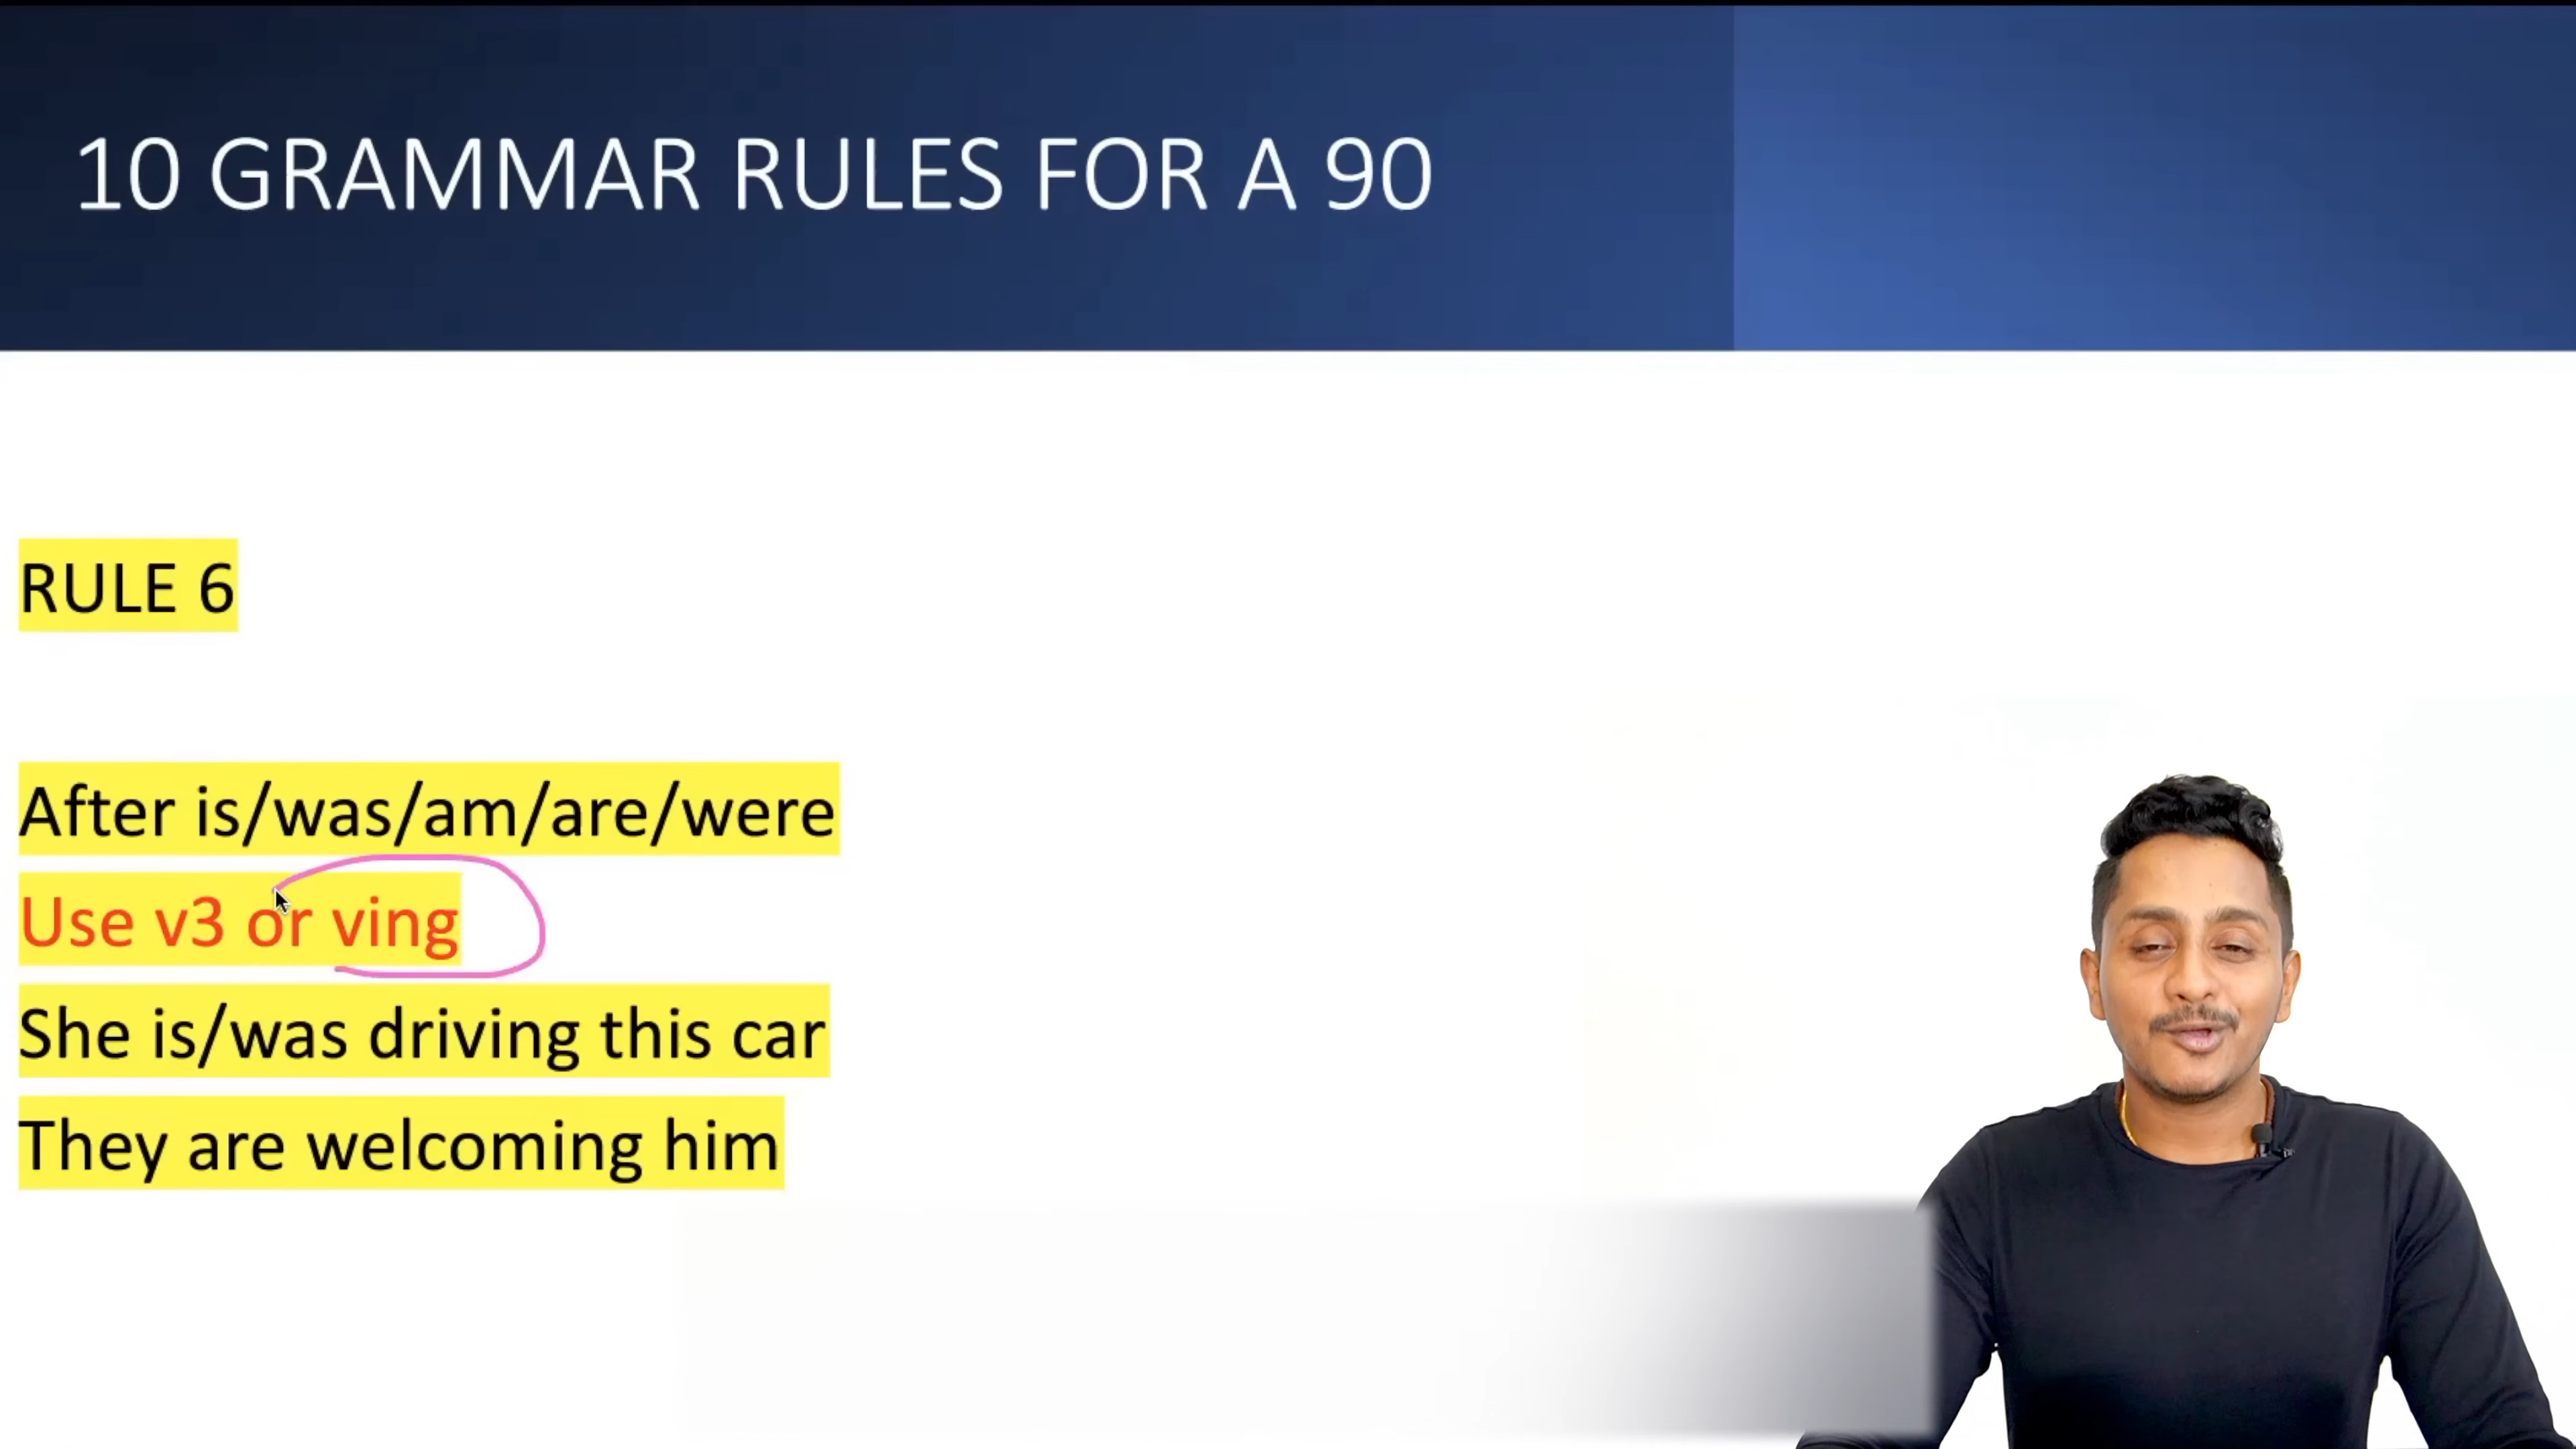 10 GRAMMAR RULES FOR A 90
RULE 6
After is/was/am/are/were
Use v3 or ving
She is/was driving this car
They are welcoming him